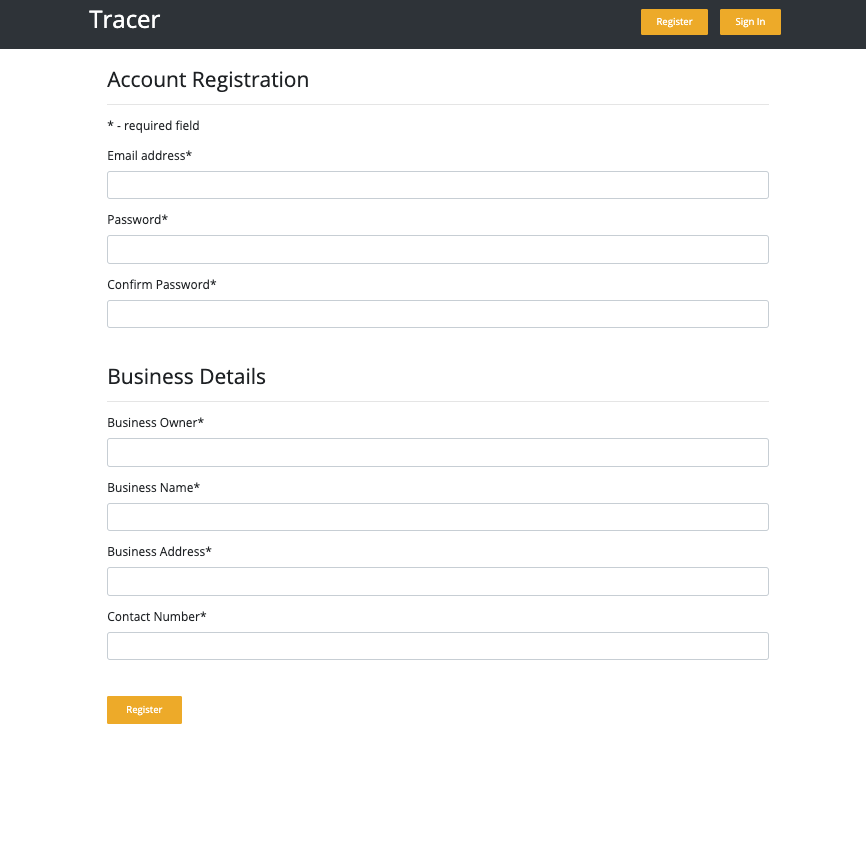 Tracer
Register
Sign In
Account Registration
* - required field
Email address*
Password*
Confirm Password*
Business Details
Business Owner*
Business Name*
Business Address*
Contact Number*
Register